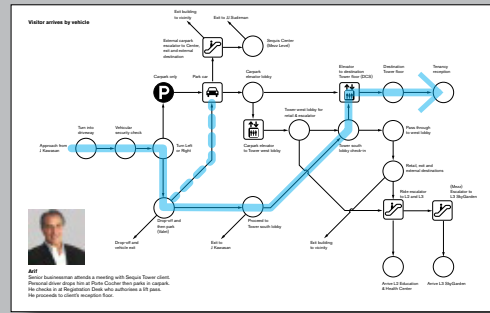 Visitor arrives by vehicle
Exit building,
to vicinity
Exit to JJ Sudirman
External carpark
escalator to Center,
exit and external
destination
Sequis Center
(Mezz Level)
Carpark only
Park car
Carpark
elevator lobby
Elevator
to destination
Tower floor (DCS)
Destination
Tower floor
Tenancy
reception
P
Turn into
driveway
Vehicular
security check
Tower west lobby for
retail & escalator
Approach from
J Kawasan
Turn Left
or Right
Carpark elevator
to Tower west lobby
Tower south
lobby check-in
Pass through
to west lobby
Retail, exit and
external destinations
Ride escalator
to L2 and L3
(Mezz)
Escalator to
L3 SkyGarden
Drop-off and
then park
(Valet)
Proceed to
Tower south lobby
Drop-off and
vehicle exit
Exit to
J Kawasan
Exit building
to vicinity
Arrive L2 Education
& Health Center
Arrive L3 SkyGarden
Arif
Senior businessman attends a meeting with Sequis Tower client.
Personal driver drops him at Porte Cocher then parks in carpark.
He checks in at Registration Desk who authorises a lift pass.
He proceeds to client's reception floor.